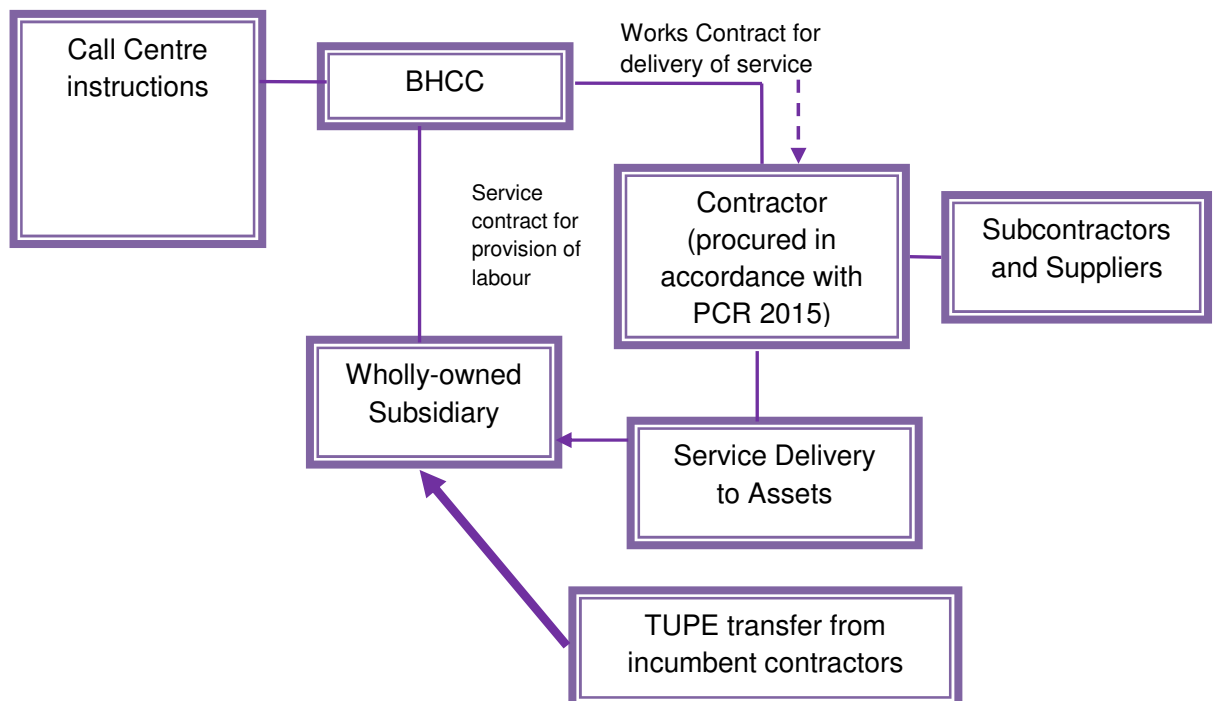 Call Centre
instructions
BHCC
Works Contract for
delivery of service
Service
contract for
provision of
labour
Contractor
(procured in
accordance with
PCR 2015)
Subcontractors
and Suppliers
Wholly-owned
Subsidiary
Service Delivery
to Assets
TUPE transfer from
incumbent contractors